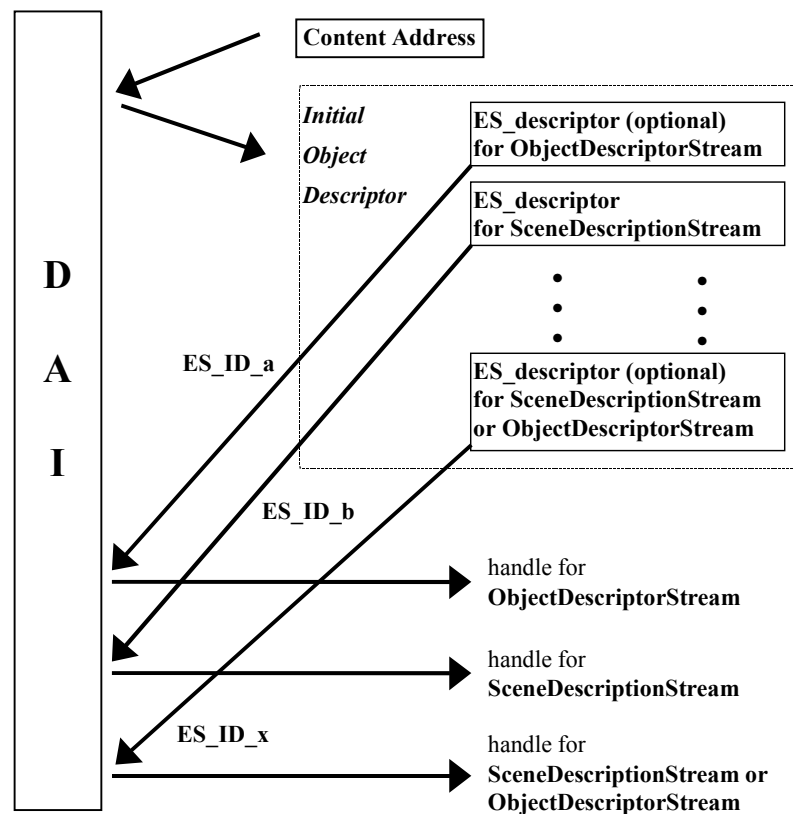 Content Address
Initial
Object
Descriptor
ES_descriptor (optional)
for ObjectDescriptorStream
ES_descriptor
for SceneDescriptionStream
D
A
I
ES_ID_a
ES_descriptor (optional)
for SceneDescriptionStream
or ObjectDescriptorStream
ES_ID_b
handle for
ObjectDescriptorStream
handle for
SceneDescriptionStream
ES_ID_x
handle for
SceneDescriptionStream or
ObjectDescriptorStream